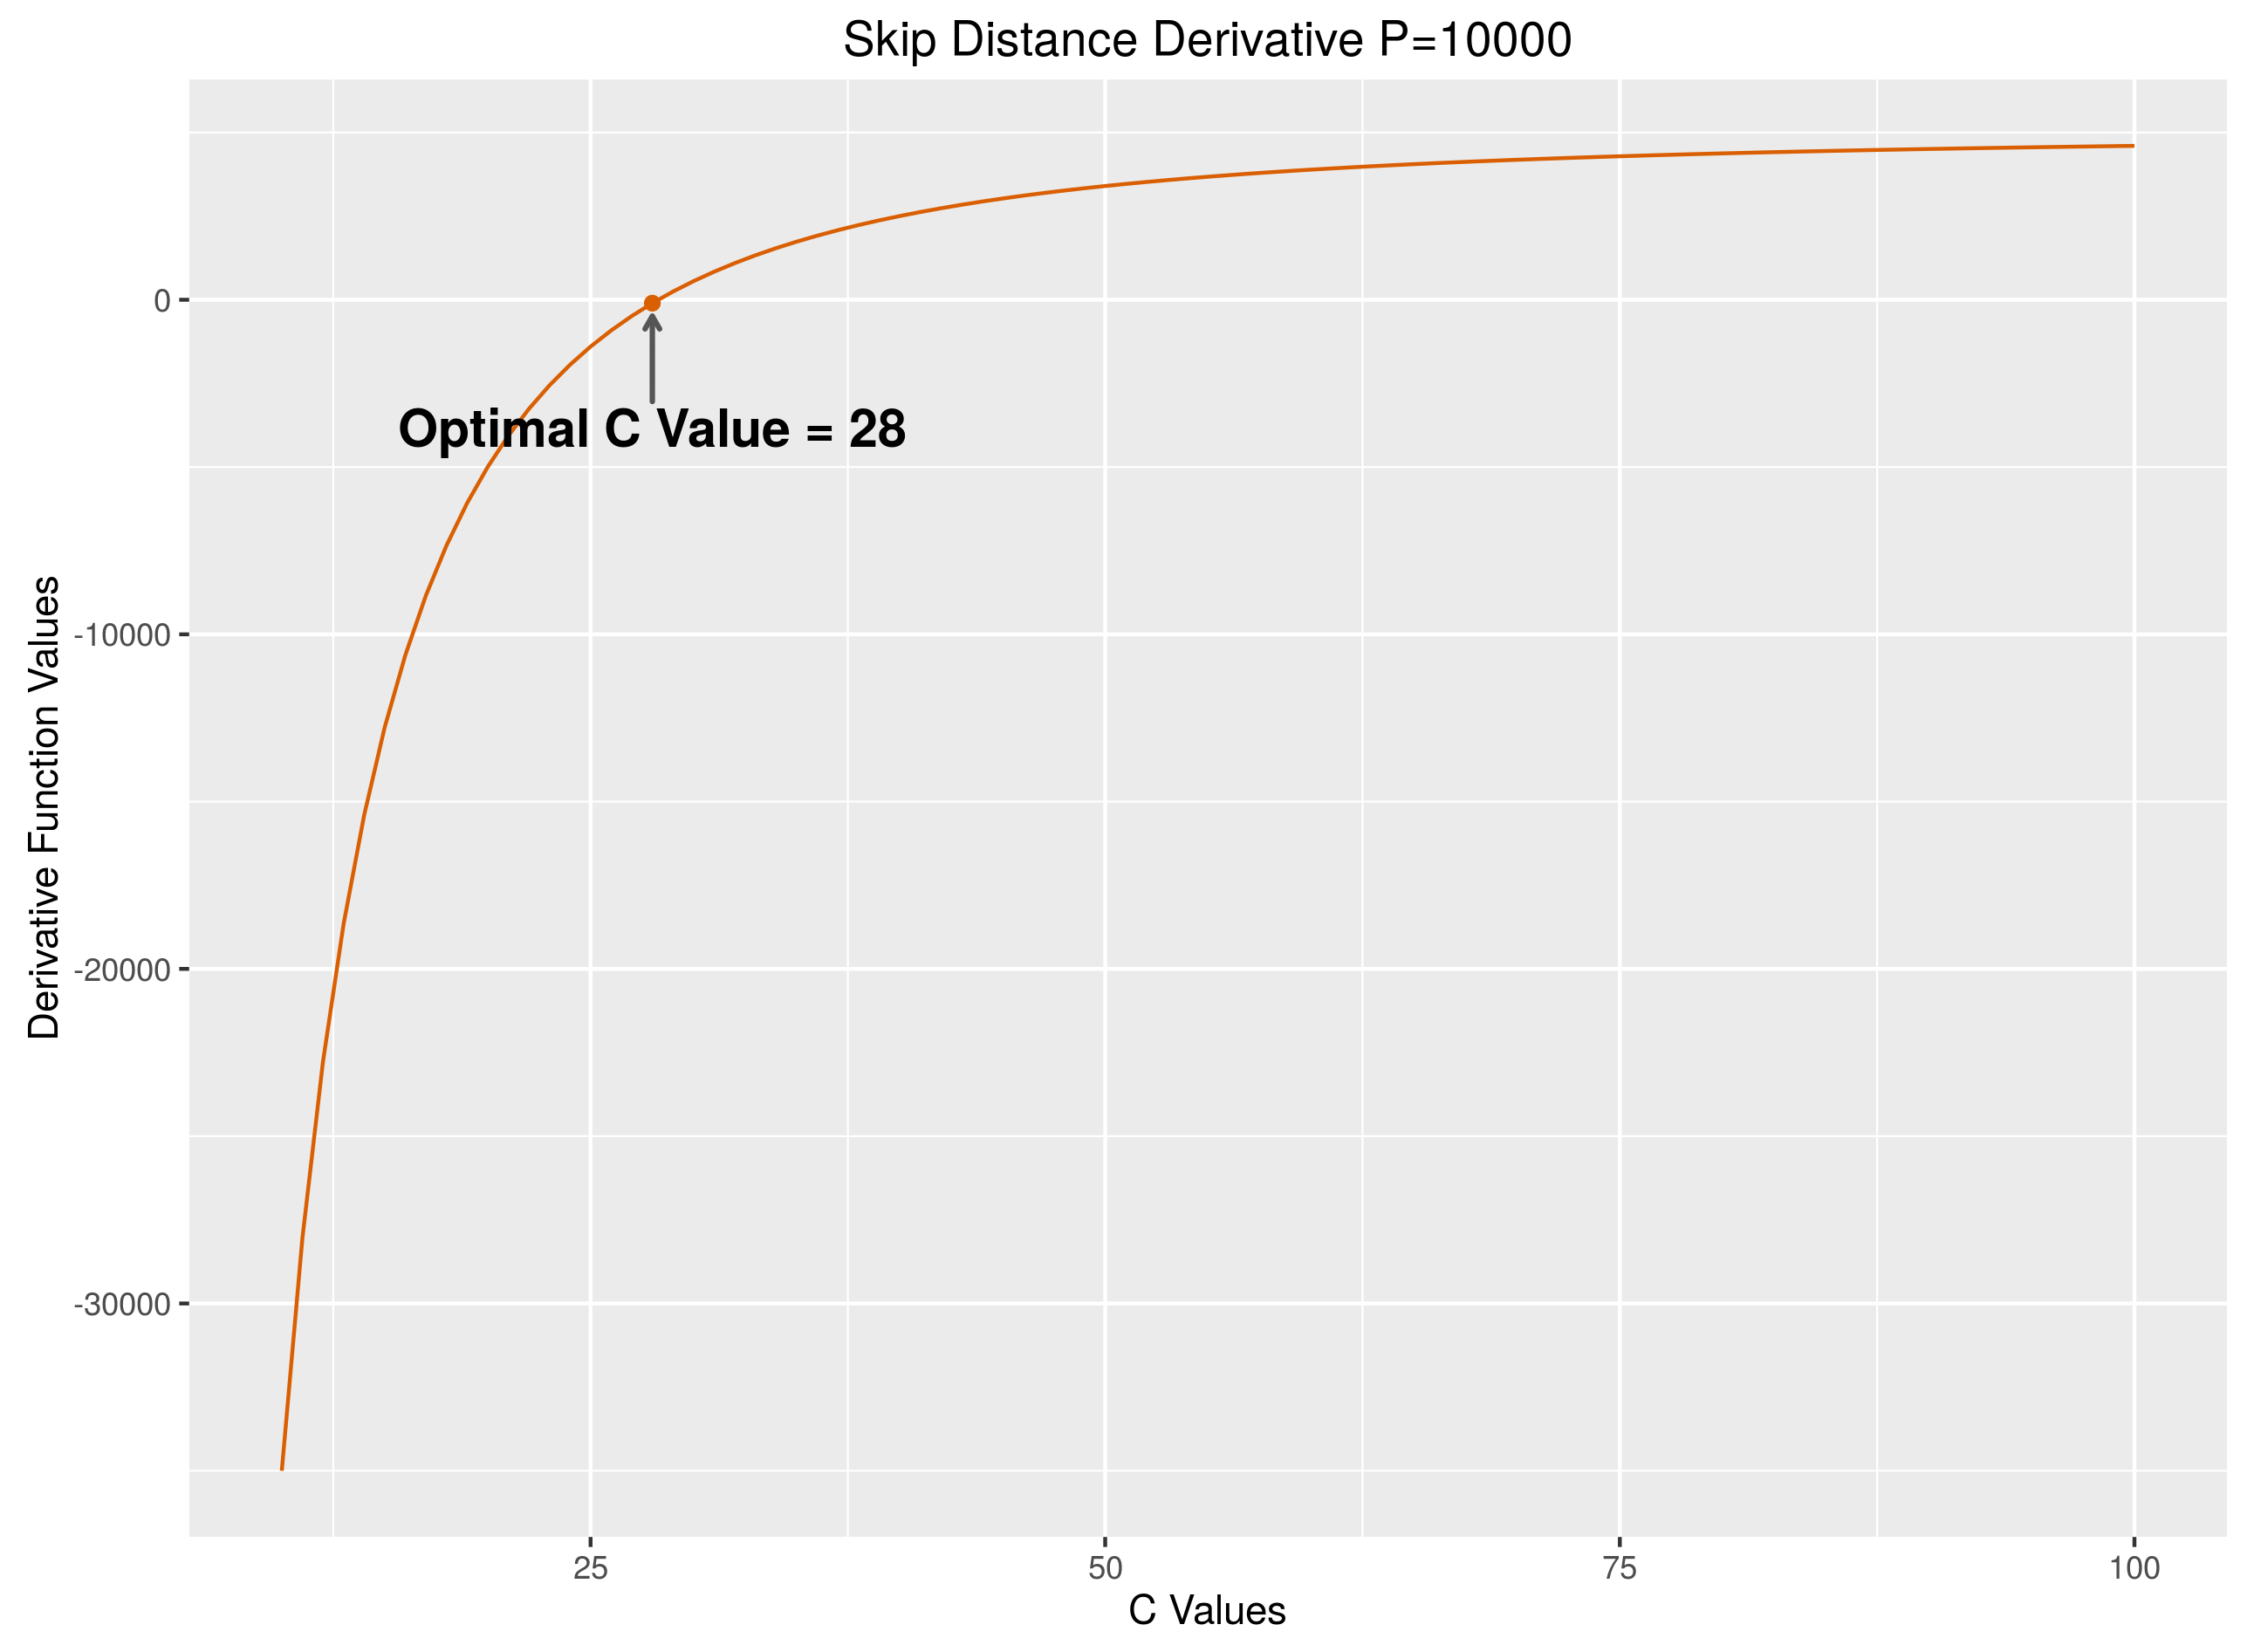 Skip Distance Derivative P=10000
Derivative Function Values
0
-10000
-20000
-30000
Optimal C Value = 28
25
50
75
100
C Values